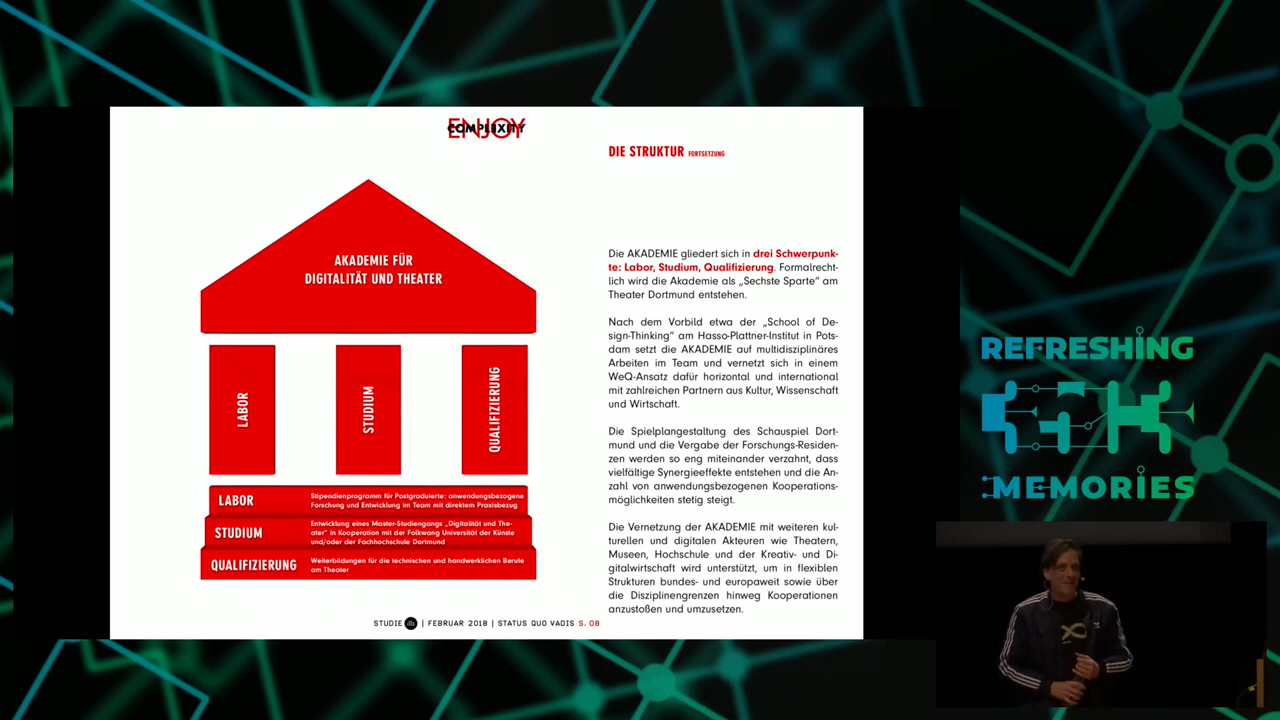 ENJOY
COMPLEXITY
DIE STRUKTUR FORTSETZUNG
AKADEMIE FÜR
DIGITALITÄT UND THEATER
LABOR
STUDIUM
QUALIFIZIERUNG
LABOR
Stipendienprogramm für Postgraduierte: anwendungsbezogene
Forschung und Entwicklung im Team mit direktem Praxisbezug
STUDIUM
Entwicklung eines Master-Studiengangs „Digitalität und The-
ater“ in Kooperation mit der Folkwang Universität der Künste
und/oder der Fachhochschule Dortmund
QUALIFIZIERUNG
Weiterbildungen für die technischen und handwerklichen Berufe
am Theater
Die AKADEMIE gliedert sich in drei Schwerpunk-
te: Labor, Studium, Qualifizierung. Formalrecht-
lich wird die Akademie als „Sechste Sparte“ am
Theater Dortmund entstehen.
Nach dem Vorbild etwa der „School of De-
sign-Thinking“ am Hasso-Plattner-Institut in Pots-
dam setzt die AKADEMIE auf multidisziplinäres
Arbeiten im Team und vernetzt sich in einem
WeQ-Ansatz dafür horizontal und international
mit zahlreichen Partnern aus Kultur, Wissenschaft
und Wirtschaft.
Die Spielplangestaltung des Schauspiel Dort-
mund und die Vergabe der Forschungs-Residen-
zen werden so eng miteinander verzahnt, dass
vielfältige Synergieeffekte entstehen und die An-
zahl von anwendungsbezogenen Kooperations-
möglichkeiten stetig steigt.
Die Vernetzung der AKADEMIE mit weiteren kul-
turellen und digitalen Akteuren wie Theatern,
Museen, Hochschule und der Kreativ- und Di-
gitalwirtschaft wird unterstützt, um in flexiblen
Strukturen bundes- und europaweit sowie über
die Disziplinengrenzen hinweg Kooperationen
anzustoßen und umzusetzen.
STUDIE | FEBRUAR 2018 | STATUS QUO VADIS S. 08
REFRESHING
MEMORIES